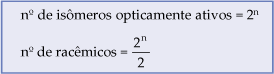 nº de isômeros opticamente ativos = 2ⁿ
nº de racêmicos = 2ⁿ/2